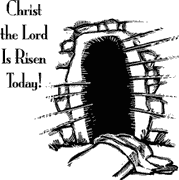 Christ
the Lord
Is Risen
Today!